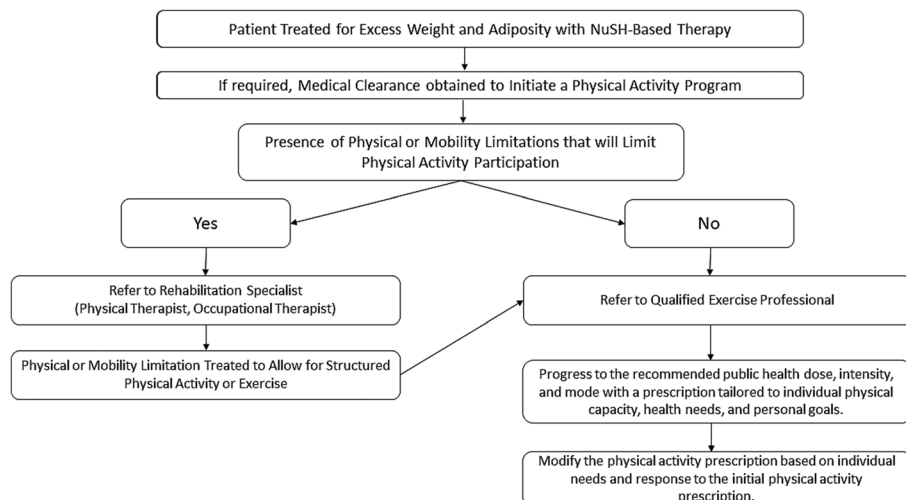 Patient Treated for Excess Weight and Adiposity with NuSH-Based Therapy
If required, Medical Clearance obtained to Initiate a Physical Activity Program
Presence of Physical or Mobility Limitations that will Limit
Physical Activity Participation
Yes
No
Refer to Rehabilitation Specialist
(Physical Therapist, Occupational Therapist)
Refer to Qualified Exercise Professional
Physical or Mobility Limitation Treated to Allow for Structured
Physical Activity or Exercise
Progress to the recommended public health dose, intensity,
and mode with a prescription tailored to individual physical
capacity, health needs, and personal goals.
Modify the physical activity prescription based on individual
needs and response to the initial physical activity
prescription.